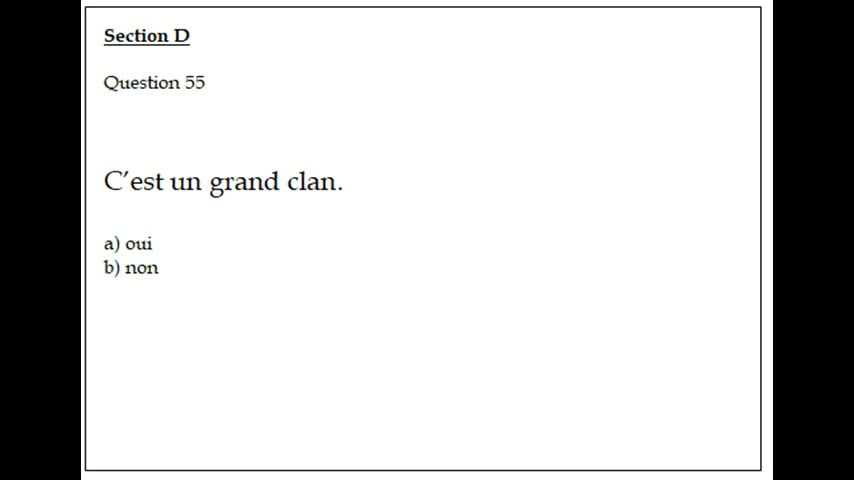 Section D
Question 55
C’est un grand clan.
a) oui
b) non